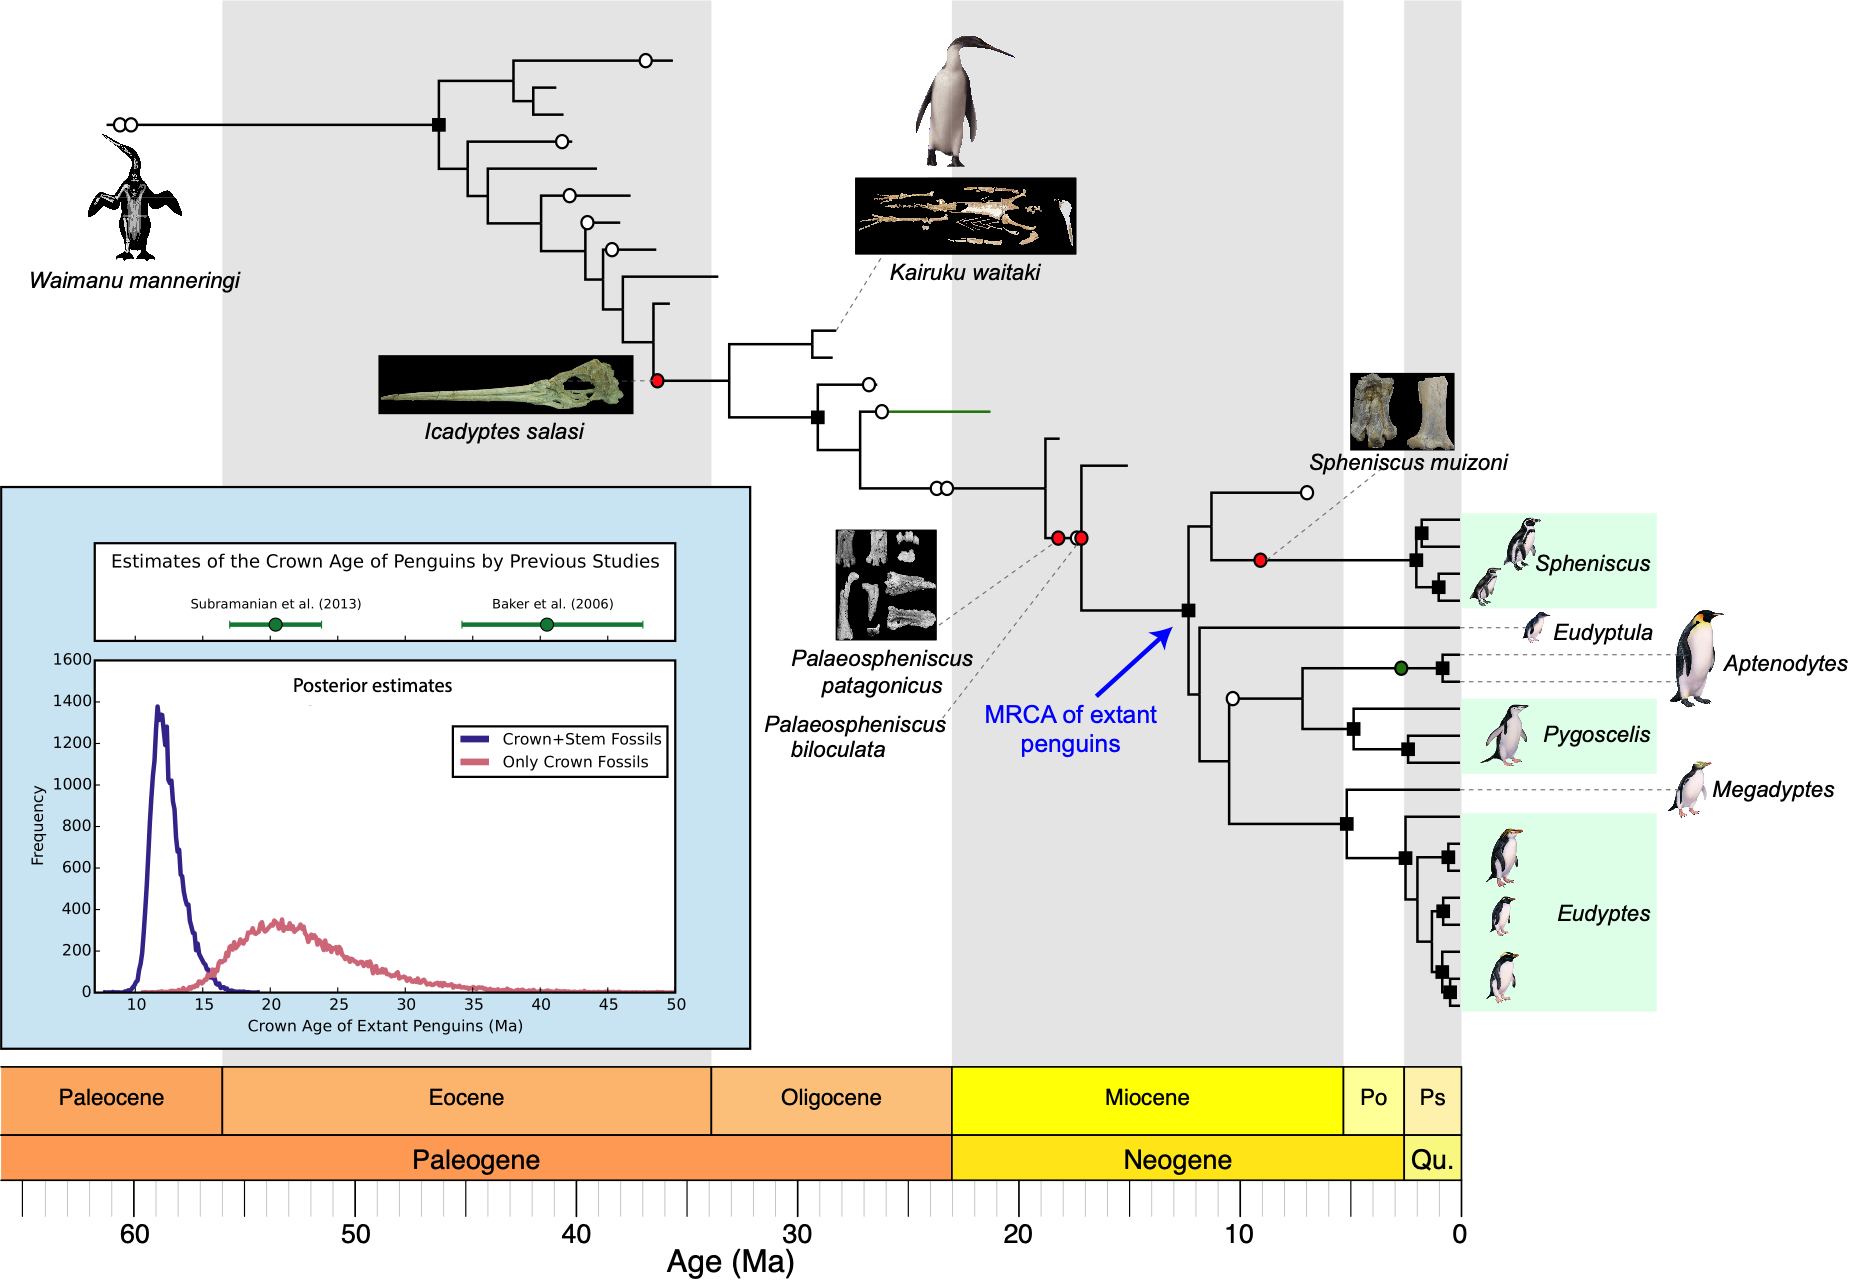 Waimanu manneringi
Kairuku waitaki
Icadyptes salasi
Spheniscus muizoni
Palaeospheniscus
patagonicus
Palaeospheniscus
biloculata
MRCA of extant
penguins
Spheniscus
Eudyptula
Aptenodytes
Pygoscelis
Megadyptes
Eudyptes
Estimates of the Crown Age of Penguins by Previous Studies
Subramanian et al. (2013)
Baker et al. (2006)
Posterior estimates
Crown+Stem Fossils
Only Crown Fossils
Frequency
1600
1400
1200
1000
800
600
400
200
0
10 15 20 25 30 35 40 45 50
Crown Age of Extant Penguins (Ma)
Paleocene Eocene Oligocene Miocene Po Ps
Paleogene Neogene Qu.
60 50 40 30 20 10 0
Age (Ma)